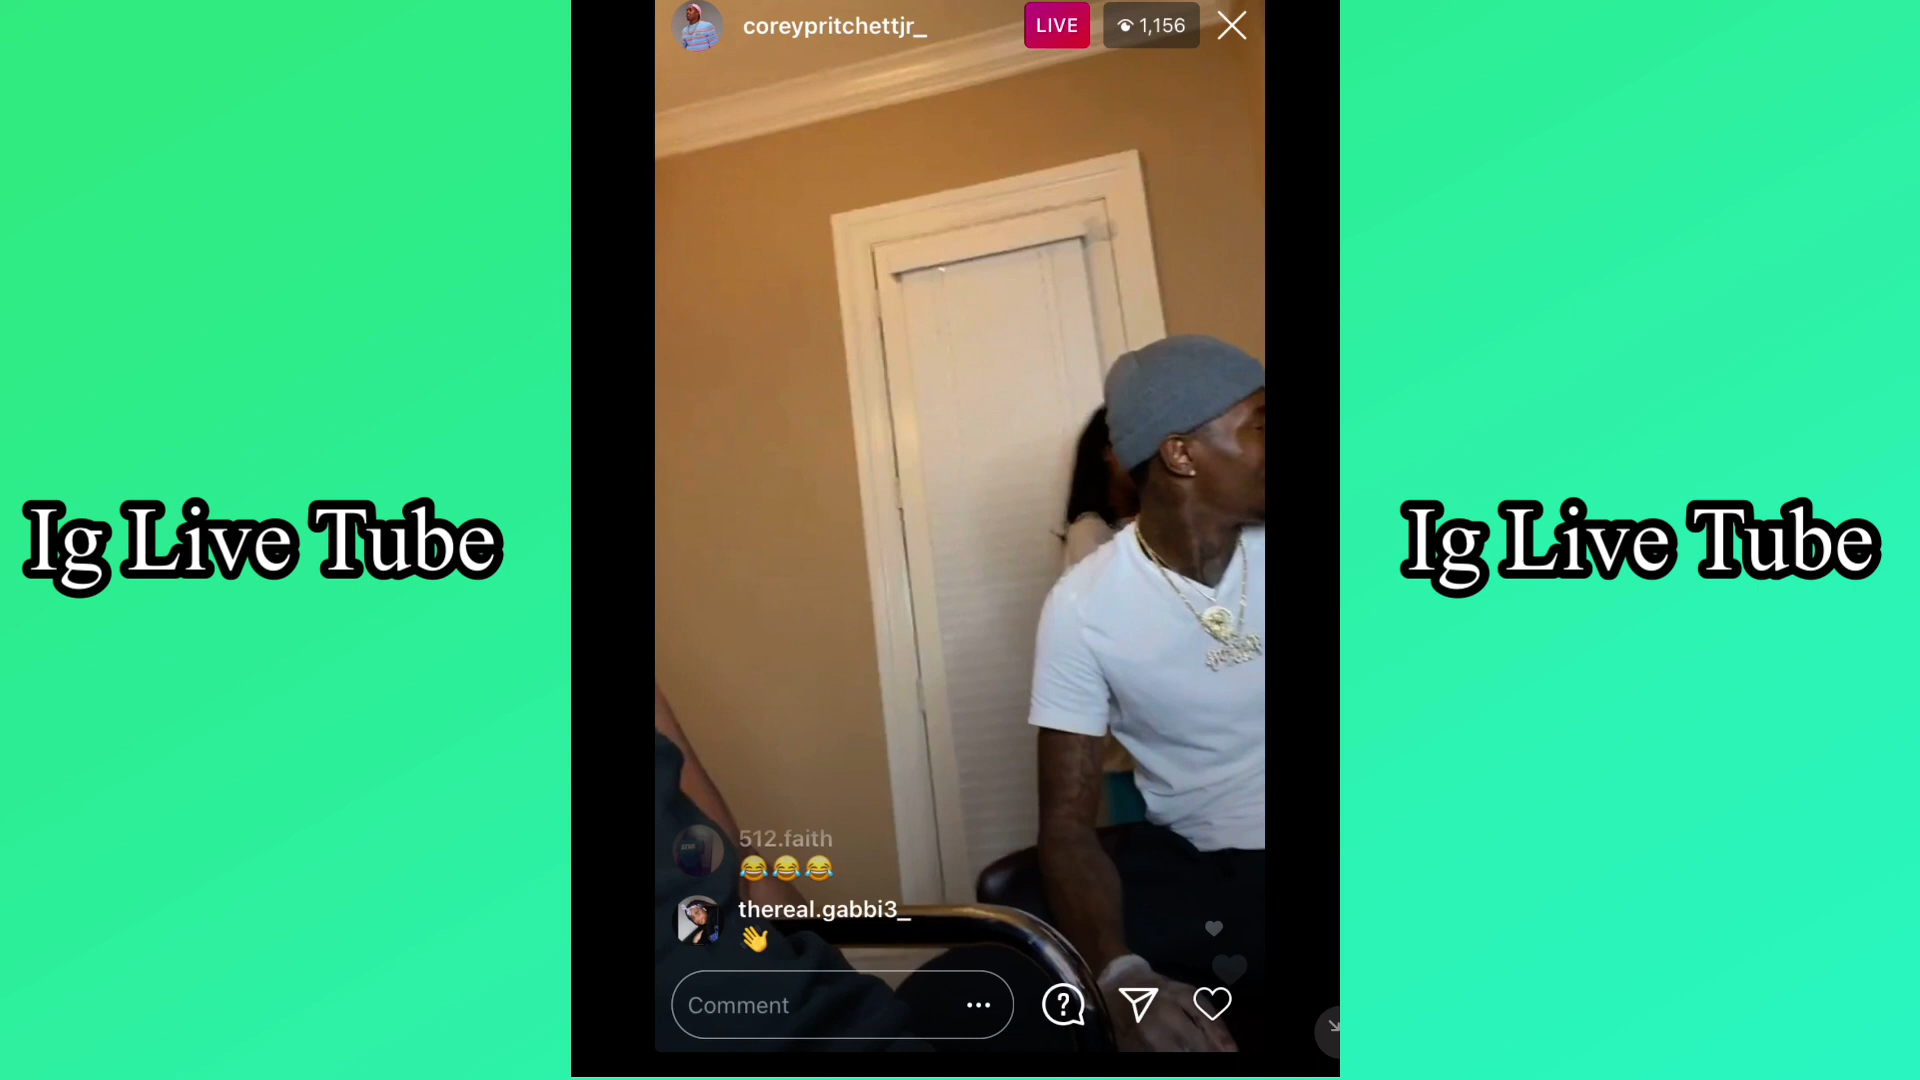 coreypritchettjr_
LIVE
1,156
Ig Live Tube
Ig Live Tube
512.faith
😂😂😂
thereal.gabbi3_
👋
Comment